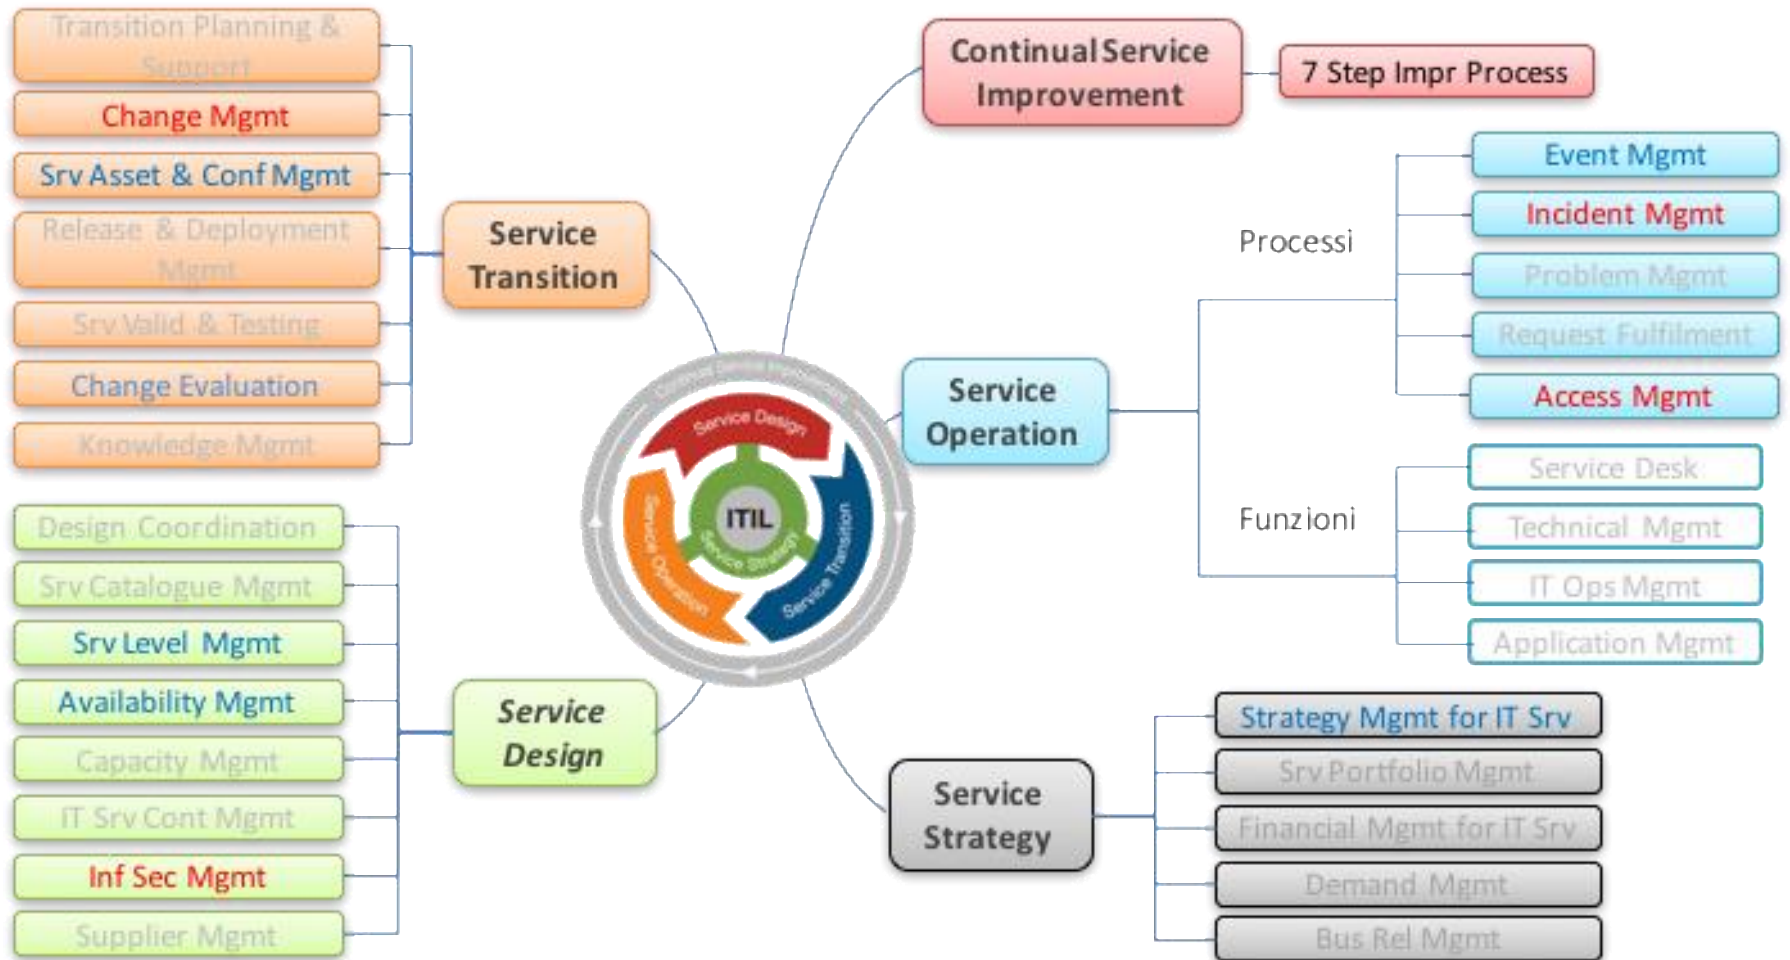 Transition Planning &
Support
Change Mgmt
Srv Asset & Conf Mgmt
Release & Deployment
Mgmt
Srv Valid & Testing
Change Evaluation
Knowledge Mgmt
Service
Transition
Design Coordination
Srv Catalogue Mgmt
Srv Level Mgmt
Availability Mgmt
Capacity Mgmt
IT Srv Cont Mgmt
Inf Sec Mgmt
Supplier Mgmt
Service
Design
Service Design
Service Transition
Service Operation
Service Strategy
ITIL
Continual Service
Improvement
7 Step Impr Process
Service
Operation
Processi
Event Mgmt
Incident Mgmt
Problem Mgmt
Request Fulfilment
Access Mgmt
Funzioni
Service Desk
Technical Mgmt
IT Ops Mgmt
Application Mgmt
Service
Strategy
Strategy Mgmt for IT Srv
Srv Portfolio Mgmt
Financial Mgmt for IT Srv
Demand Mgmt
Bus Rel Mgmt